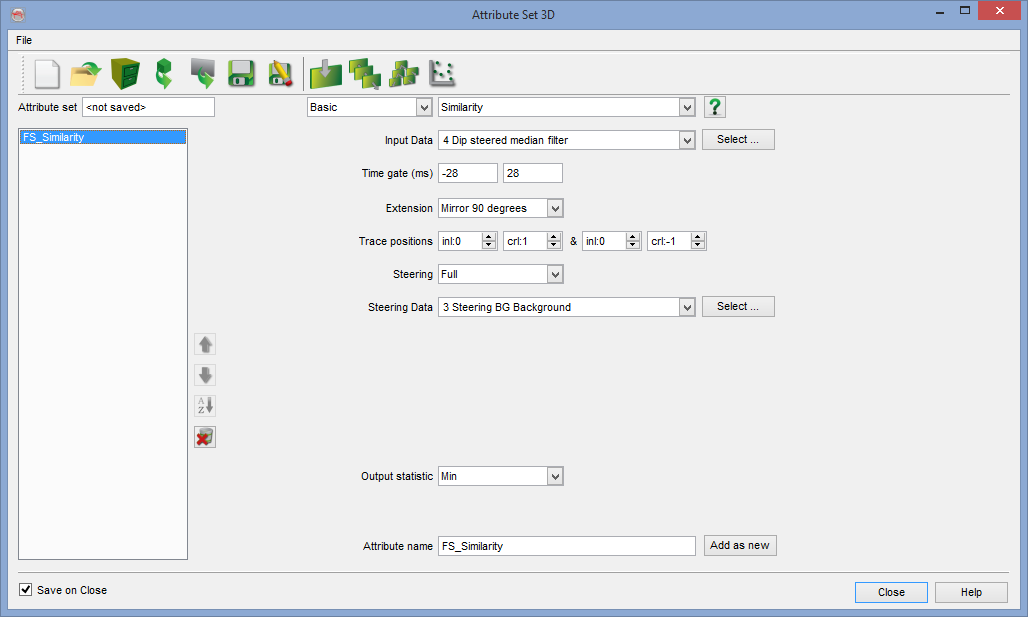 Attribute Set 3D
File
Attribute set <not saved> Basic Similarity ?
FS_Similarity
Input Data 4 Dip steered median filter Select ...
Time gate (ms) -28 28
Extension Mirror 90 degrees
Trace positions inl:0 crl:1 & inl:0 crl:-1
Steering Full
Steering Data 3 Steering BG Background Select ...
A
Z
Output statistic Min
Attribute name FS_Similarity Add as new
Save on Close Close Help